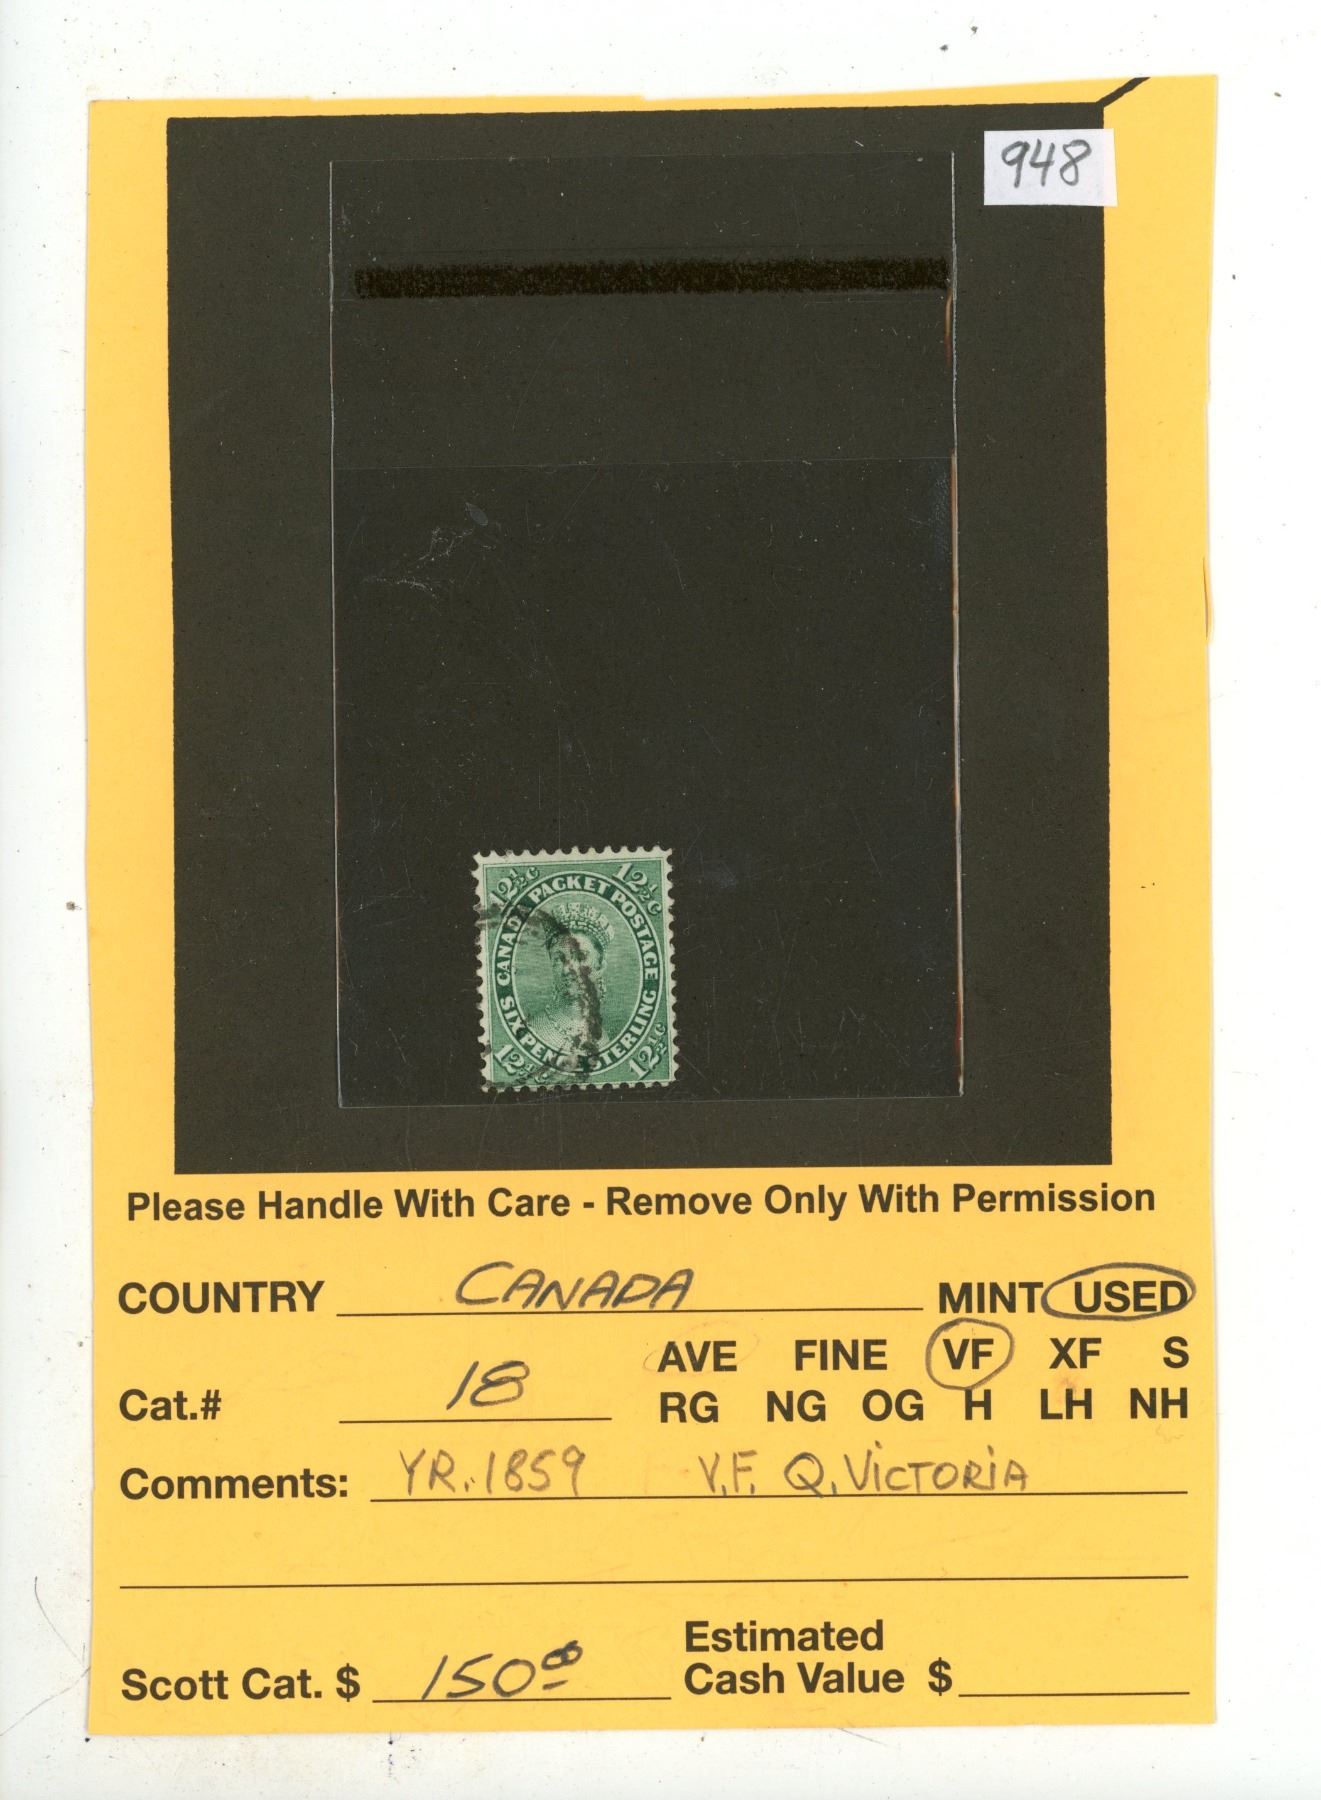 948
12½c 12½c
CANADA PACKET POSTAGE
SIX PENCE STERLING
12½c 12½c
Please Handle With Care - Remove Only With Permission
COUNTRY CANADA MINT USED
AVE FINE VF XF S
Cat.# 18 RG NG OG H LH NH
Comments: YR. 1859 V.F. Q. VICTORIA
Estimated
Scott Cat. $ 150.00 Cash Value $